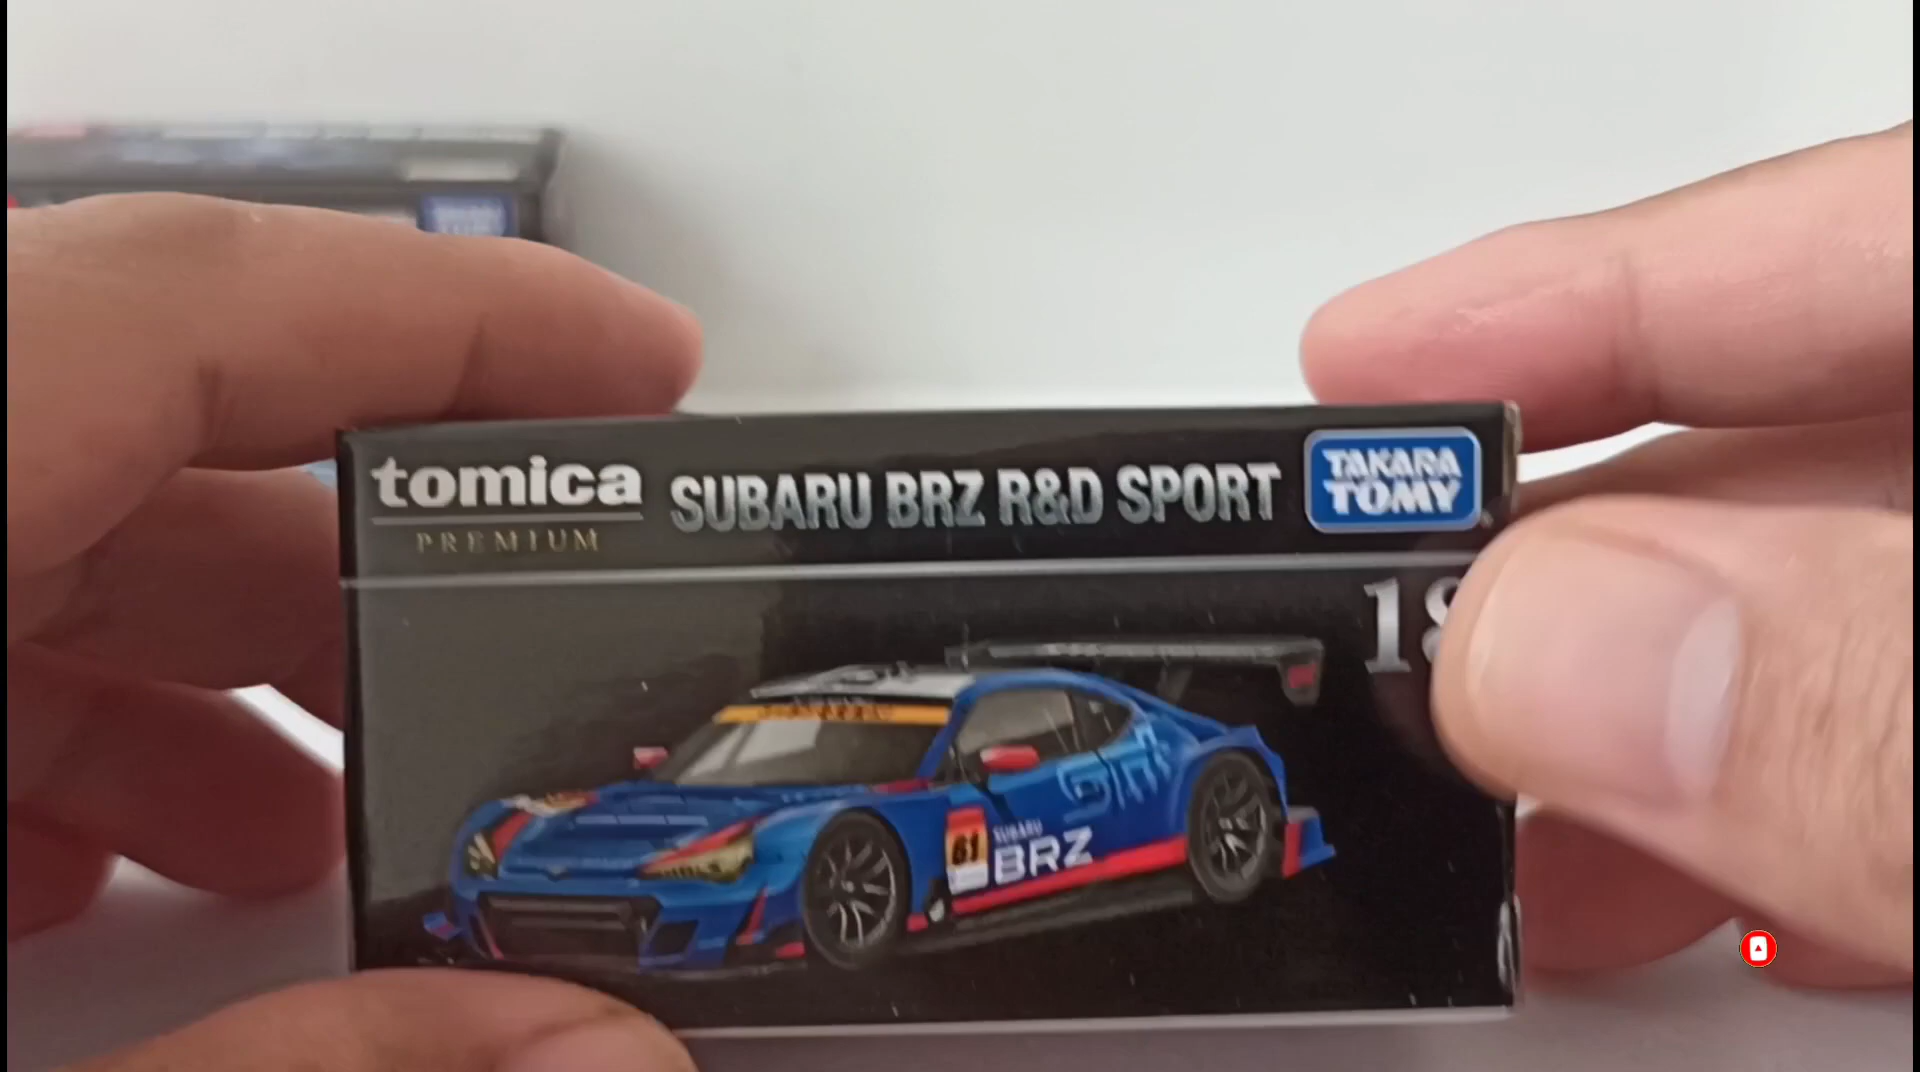 tomica
PREMIUM
SUBARU BRZ R&D SPORT
TAKARA
TOMY
61
SUBARU
BRZ